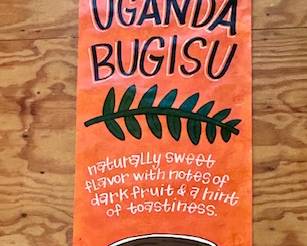 UGANDA
BUGISU
naturally sweet
flavor with notes of
dark fruit & a hint
of toastiness.